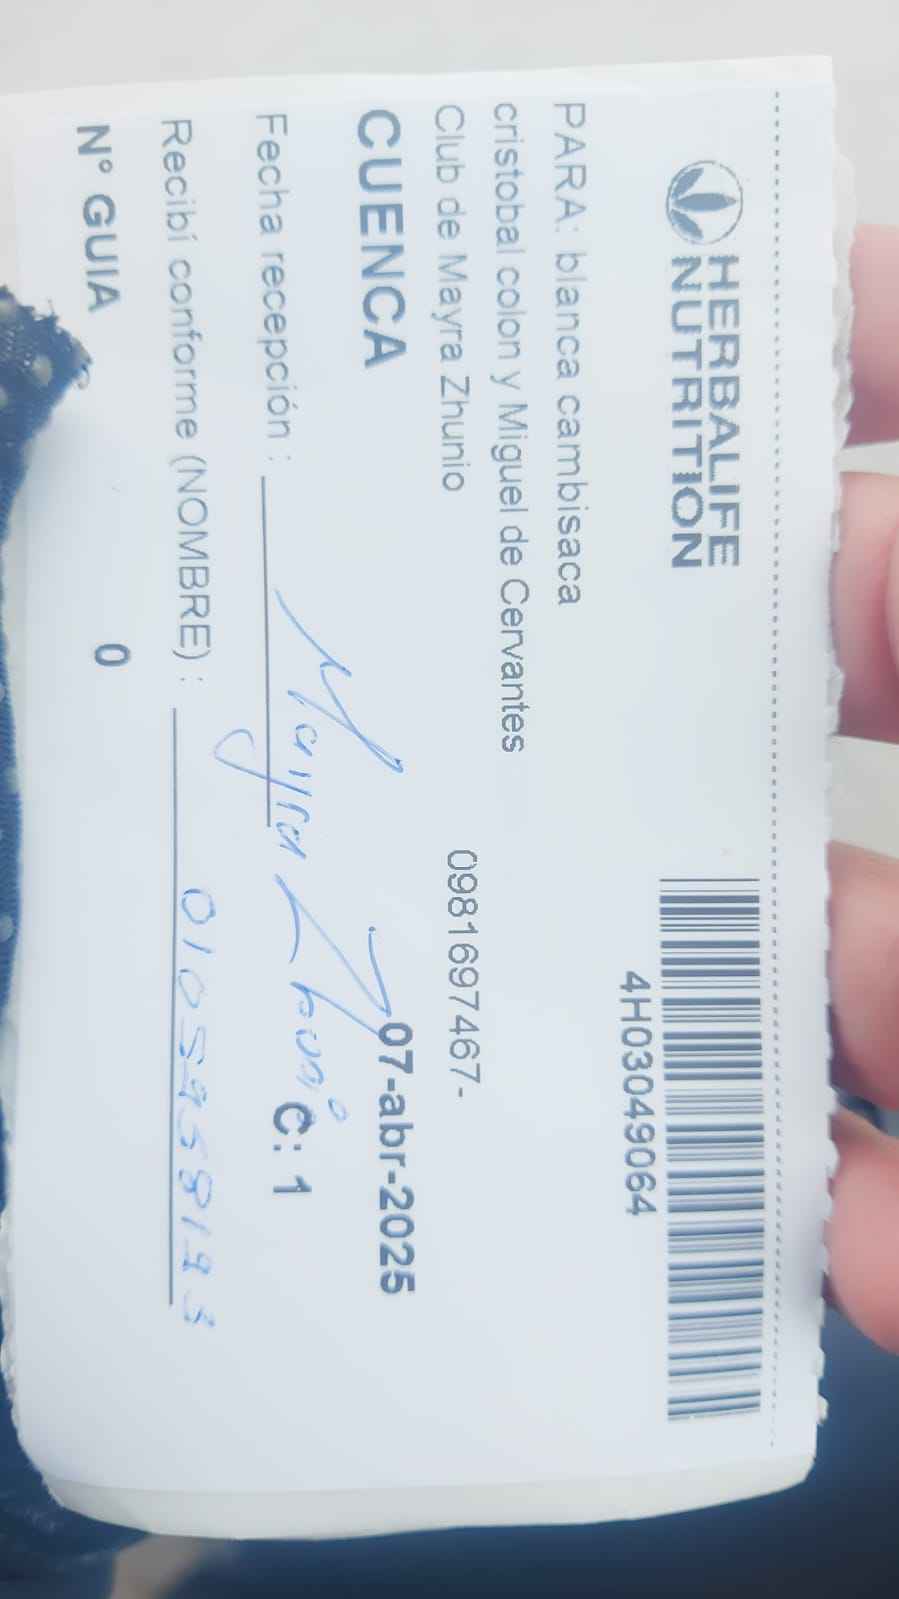 HERBALIFE
NUTRITION
4H03049064
PARA: blanca cambisaca
cristobal colon y Miguel de Cervantes
Club de Mayra Zhunio 0981697467-
CUENCA 07-abr-2025
Fecha recepción : Mayra Zhunio C: 1
Recibí conforme (NOMBRE) :
N° GUIA 0